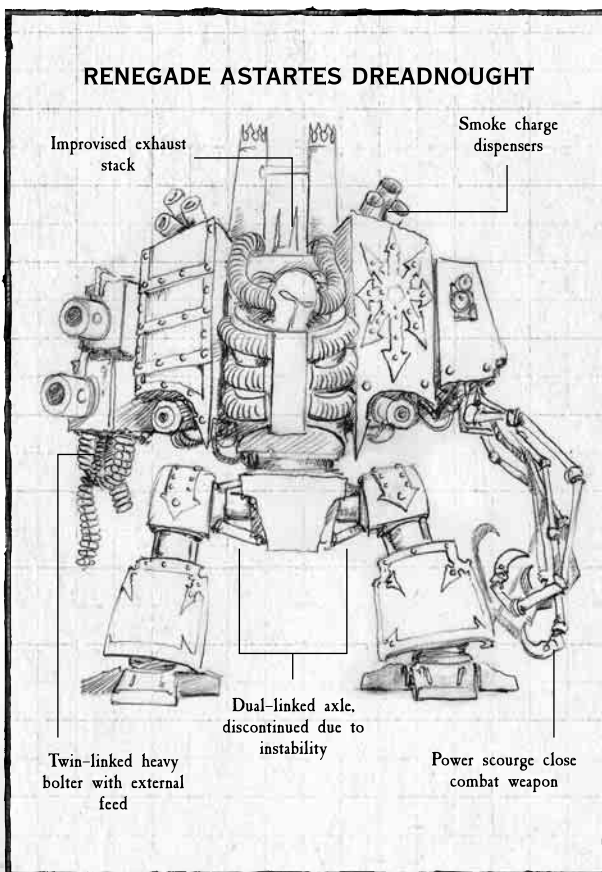 RENEGADE ASTARTES DREADNOUGHT
Improvised exhaust
stack
Smoke charge
dispensers
Dual-linked axle,
discontinued due to
instability
Twin-linked heavy
bolter with external
feed
Power scourge close
combat weapon